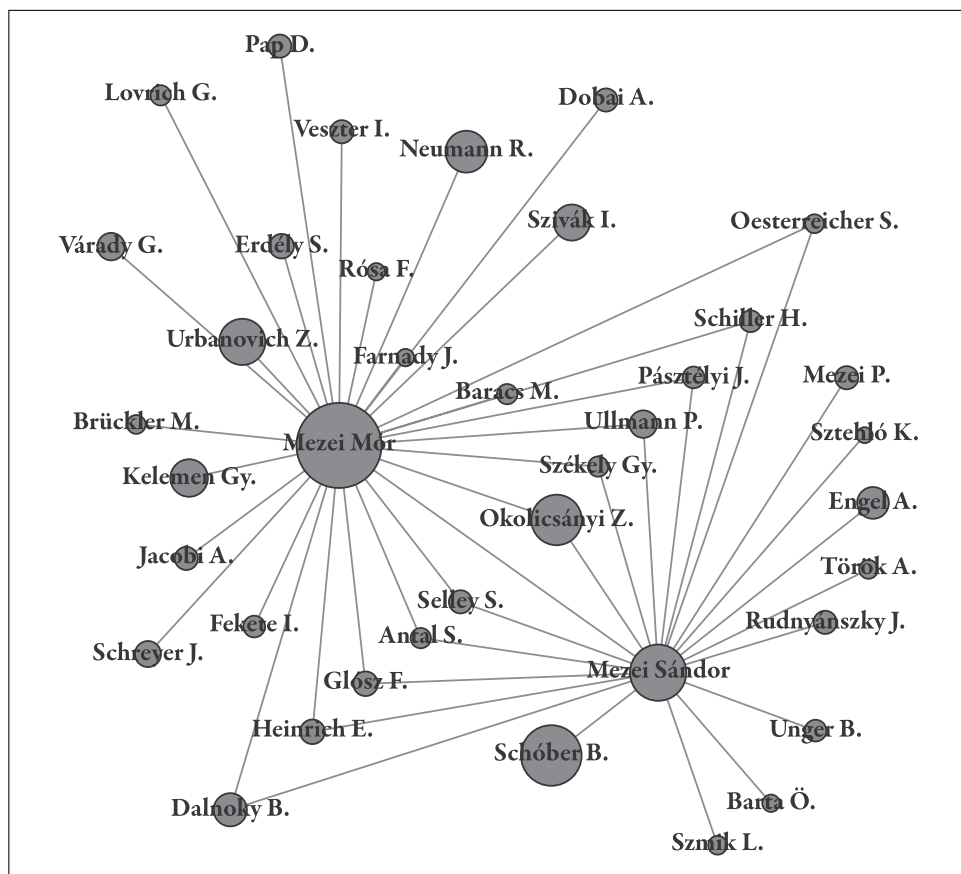 Pap D.
Lovrich G.
Dobai A.
Veszter I.
Neumann R.
Szivák I.
Oesterreicher S.
Várady G.
Erdély S.
Rósa F.
Schiller H.
Urbanovich Z.
Farnady J.
Pásztélyi J.
Mezei P.
Baracs M.
Brückler M.
Ullmann P.
Sztehló K.
Mezei Mór
Székely Gy.
Kelemen Gy.
Engel A.
Okolicsányi Z.
Jacobi A.
Török A.
Selley S.
Fekete I.
Rudnyánszky J.
Antal S.
Schreyer J.
Mezei Sándor
Glósz F.
Heinrich E.
Unger B.
Schóber B.
Dalnoky B.
Barta Ö.
Szmik L.